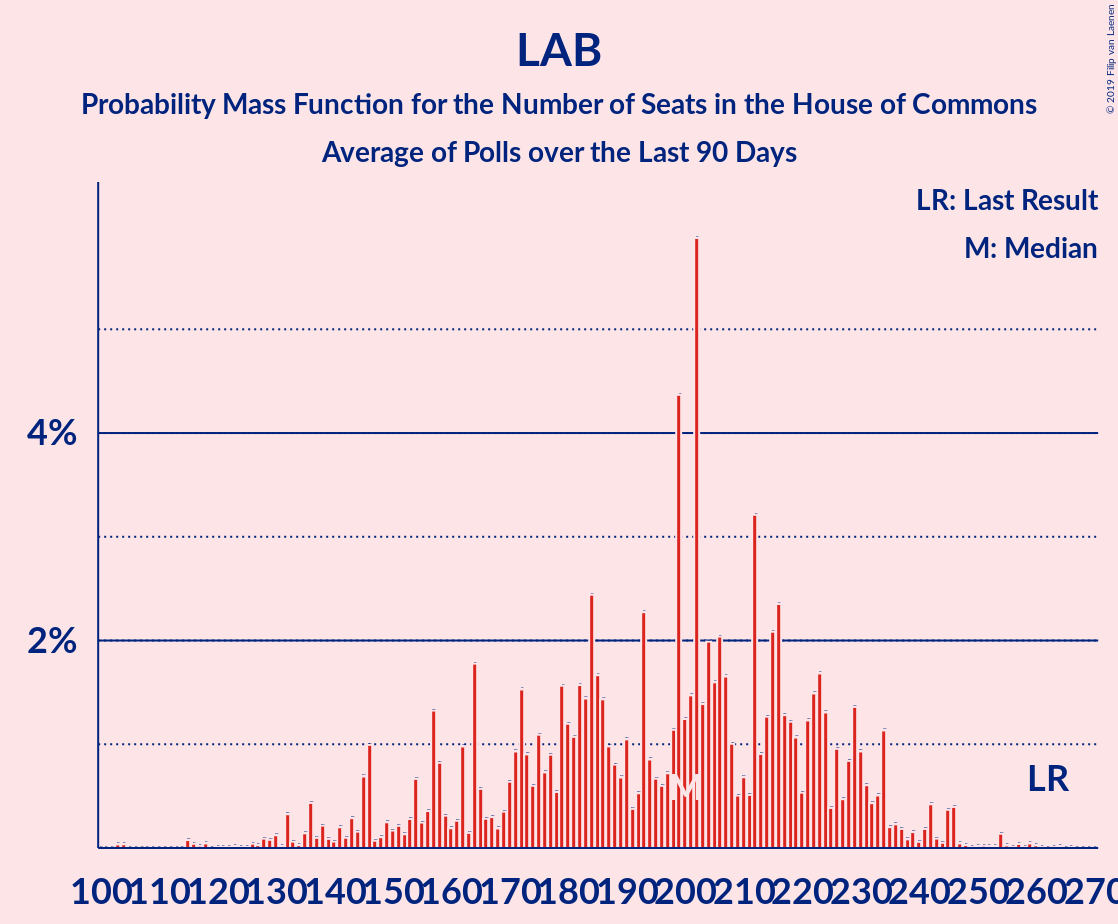 LAB
Probability Mass Function for the Number of Seats in the House of Commons
Average of Polls over the Last 90 Days
© 2019 Filip van Laenen
LR: Last Result
M: Median
4%
2%
M
LR
100 110 120 130 140 150 160 170 180 190 200 210 220 230 240 250 260 270